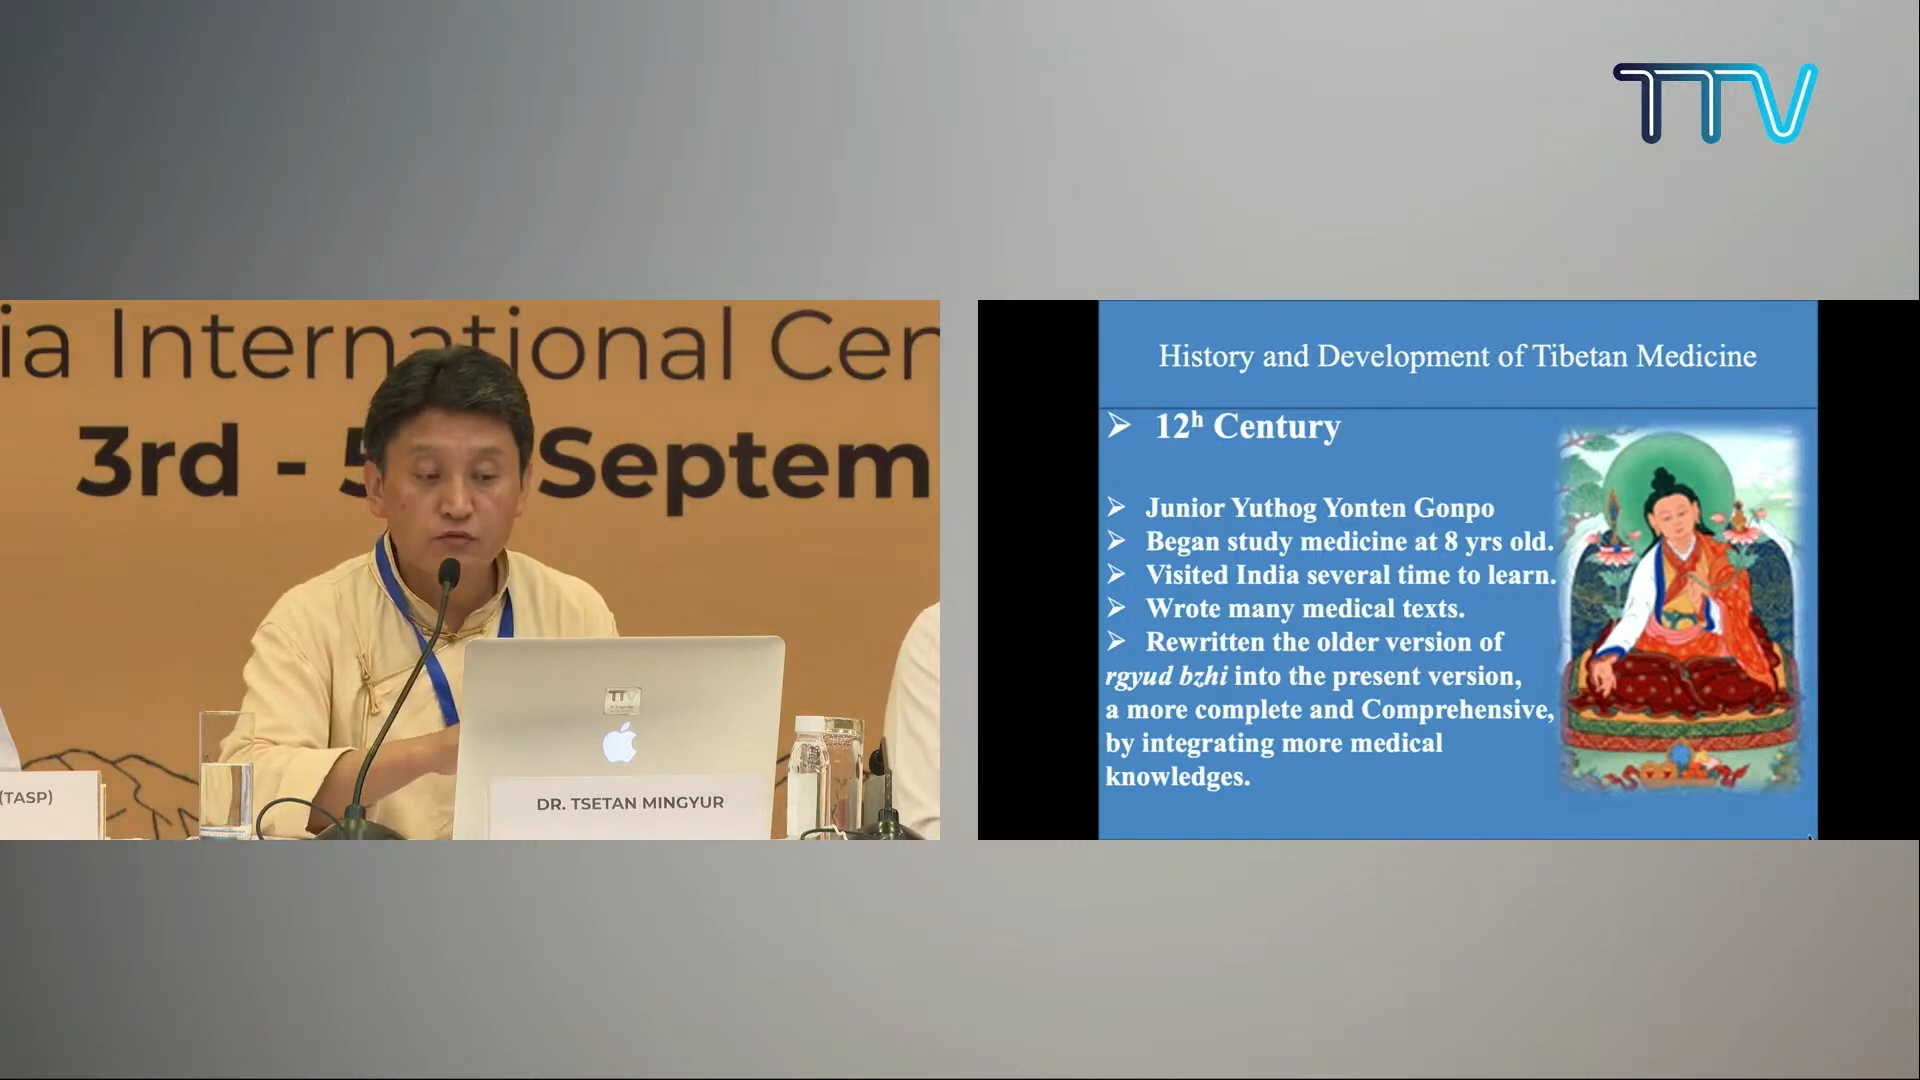 TTV
ia International Cen
3rd - 5 Septem
(TASP)
TTV
DR. TSETAN MINGYUR
History and Development of Tibetan Medicine
➢ 12ʰ Century
➢ Junior Yuthog Yonten Gonpo
➢ Began study medicine at 8 yrs old.
➢ Visited India several time to learn.
➢ Wrote many medical texts.
➢ Rewritten the older version of
rgyud bzhi into the present version,
a more complete and Comprehensive,
by integrating more medical
knowledges.